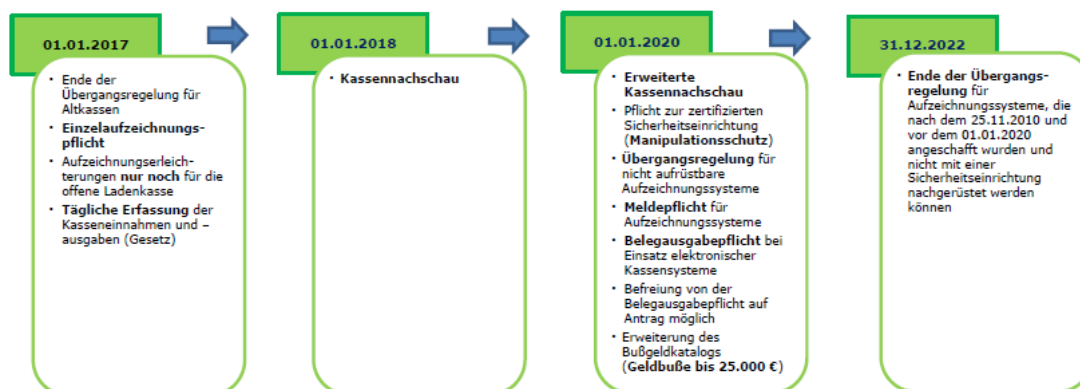 01.01.2017
· Ende der
Übergangsregelung für
Altkassen
· Einzelaufzeichnungs-
pflicht
· Aufzeichnungserleich-
terungen nur noch für die
offene Ladenkasse
· Tägliche Erfassung der
Kasseneinnahmen und –
ausgaben (Gesetz)
01.01.2018
· Kassennachschau
01.01.2020
· Erweiterte
Kassennachschau
· Pflicht zur zertifizierten
Sicherheitseinrichtung
(Manipulationsschutz)
· Übergangsregelung für
nicht aufrüstbare
Aufzeichnungssysteme
· Meldepflicht für
Aufzeichnungssysteme
· Belegausgabepflicht bei
Einsatz elektronischer
Kassensysteme
· Befreiung von der
Belegausgabepflicht auf
Antrag möglich
· Erweiterung des
Bußgeldkatalogs
(Geldbuße bis 25.000 €)
31.12.2022
· Ende der Übergangs-
regelung für
Aufzeichnungssysteme, die
nach dem 25.11.2010 und
vor dem 01.01.2020
angeschafft wurden und
nicht mit einer
Sicherheitseinrichtung
nachgerüstet werden
können